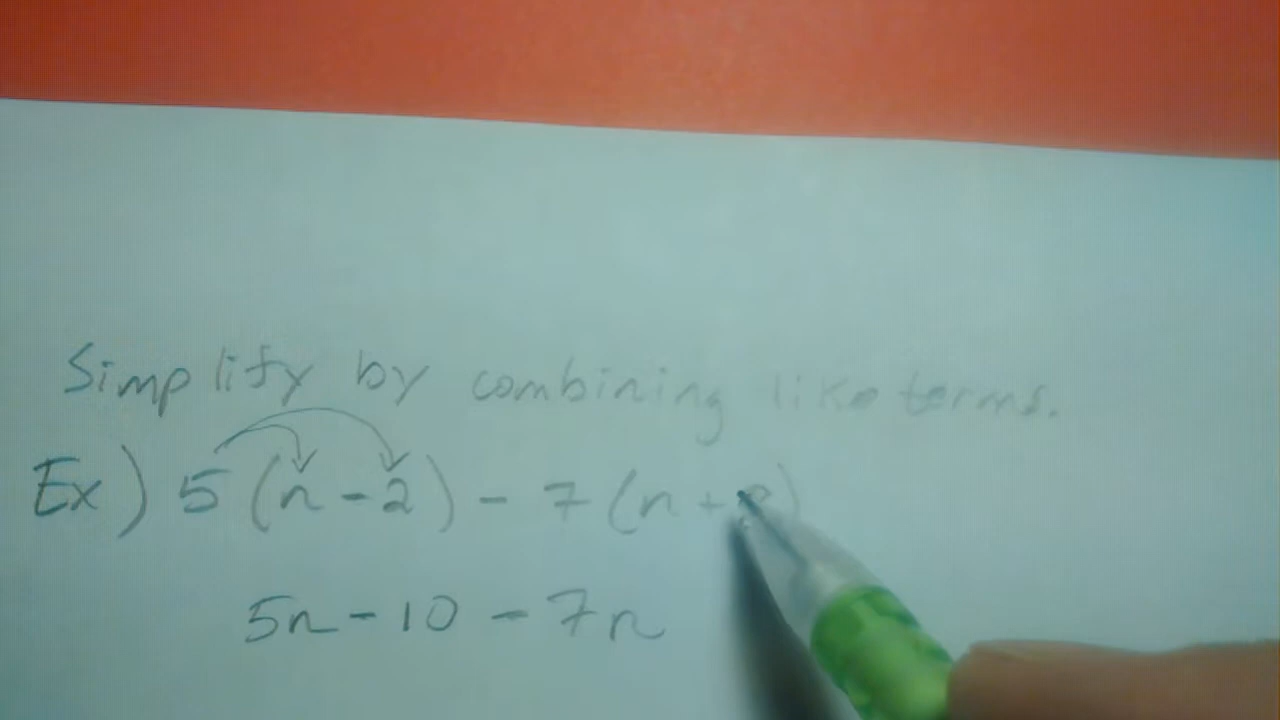 Simplify by combining like terms.
Ex) 5(n-2) - 7(n+
5n - 10 - 7n